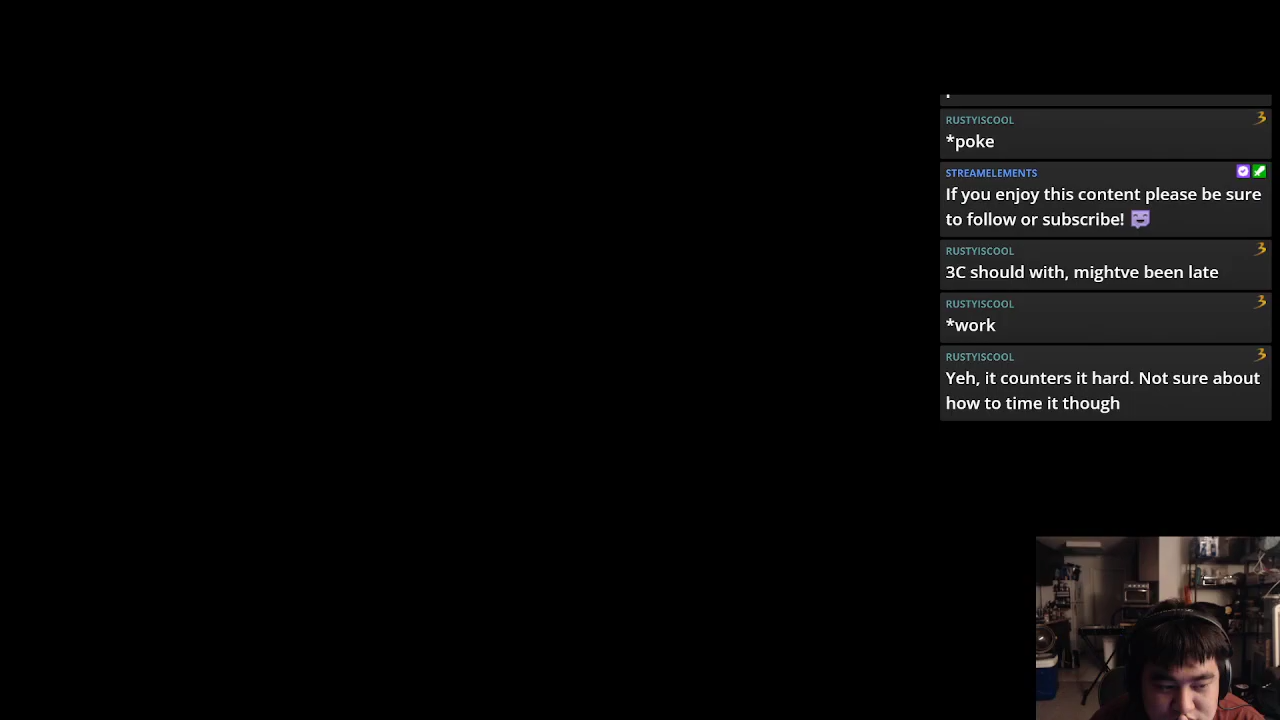 RUSTYISCOOL
*poke
STREAMELEMENTS
If you enjoy this content please be sure
to follow or subscribe!
RUSTYISCOOL
3C should with, mightve been late
RUSTYISCOOL
*work
RUSTYISCOOL
Yeh, it counters it hard. Not sure about
how to time it though